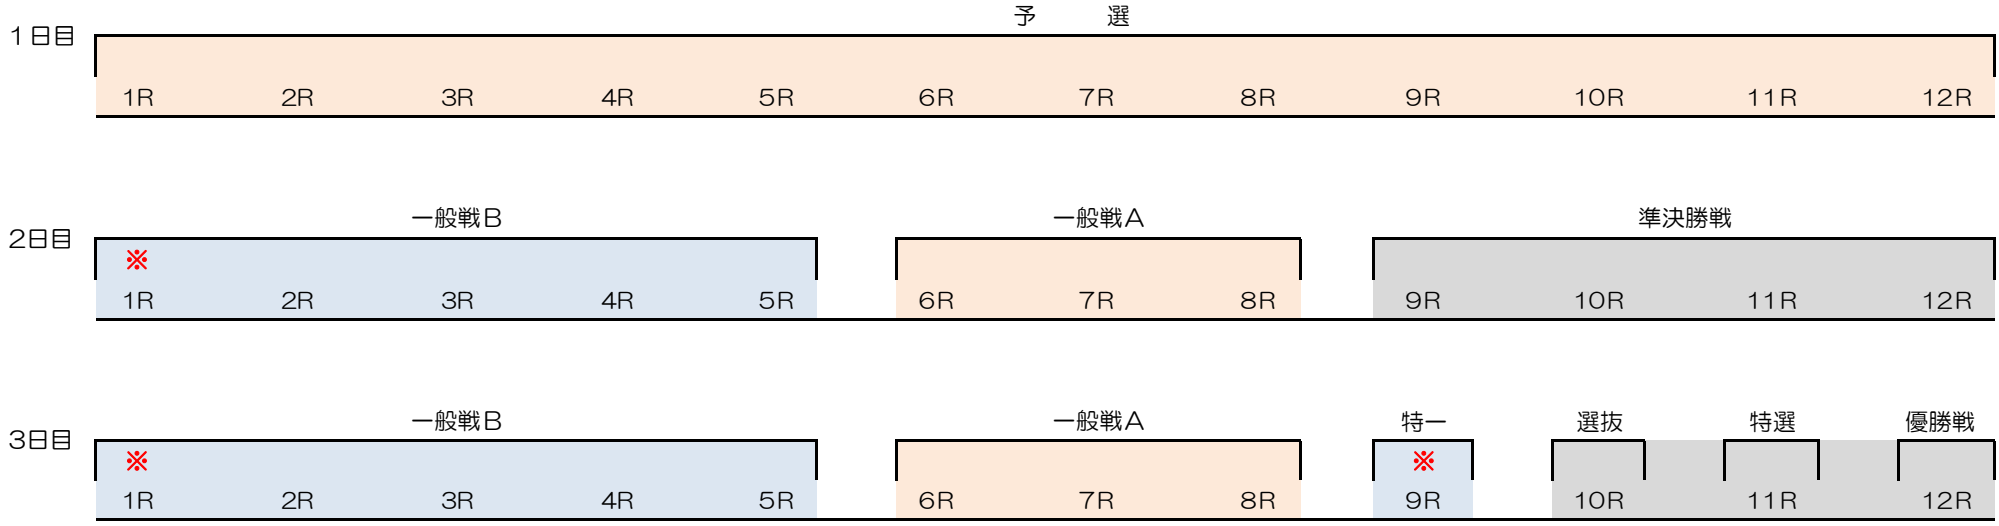 予　選
１日目
1R 2R 3R 4R 5R 6R 7R 8R 9R 10R 11R 12R
一般戦Ｂ 一般戦Ａ 準決勝戦
２日目
※
1R 2R 3R 4R 5R 6R 7R 8R 9R 10R 11R 12R
一般戦Ｂ 一般戦Ａ 特一 選抜 特選 優勝戦
３日目
※ ※
1R 2R 3R 4R 5R 6R 7R 8R 9R 10R 11R 12R